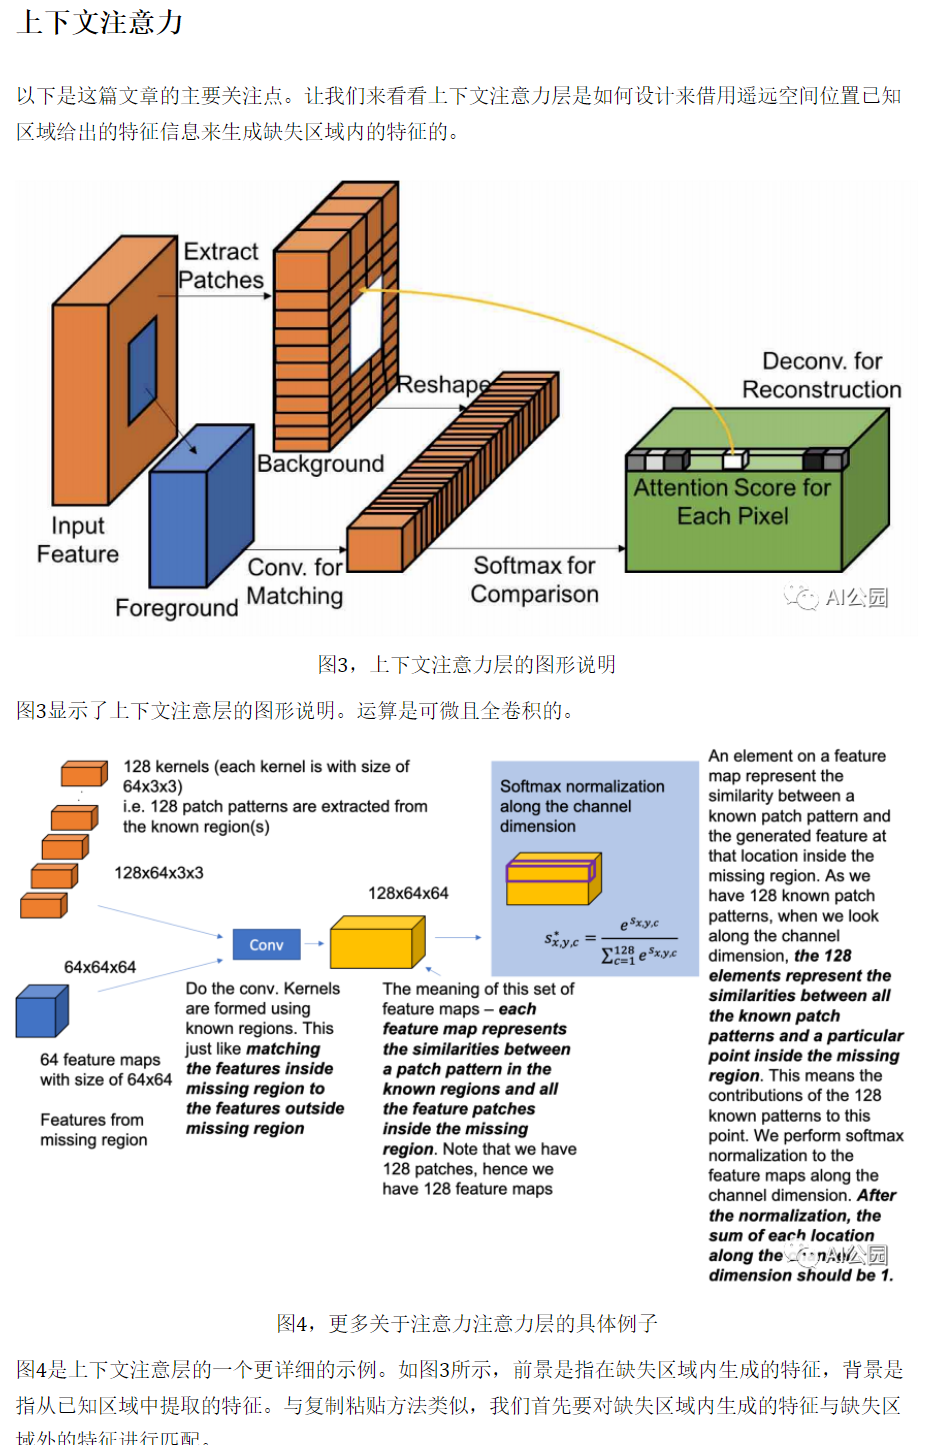 上下文注意力
以下是这篇文章的主要关注点。让我们来看看上下文注意力层是如何设计来借用遥远空间位置已知
区域给出的特征信息来生成缺失区域内的特征的。
Extract
Patches
Reshape
Background
Input
Feature
Foreground
Conv. for
Matching
Softmax for
Comparison
Deconv. for
Reconstruction
Attention Score for
Each Pixel
AI公园
图3，上下文注意力层的图形说明
图3显示了上下文注意层的图形说明。运算是可微且全卷积的。
128 kernels (each kernel is with size of
64x3x3)
i.e. 128 patch patterns are extracted from
the known region(s)
128x64x3x3
64x64x64
64 feature maps
with size of 64x64
Features from
missing region
Conv
Do the conv. Kernels
are formed using
known regions. This
just like matching
the features inside
missing region to
the features outside
missing region
128x64x64
The meaning of this set of
feature maps – each
feature map represents
the similarities between
a patch pattern in the
known regions and all
the feature patches
inside the missing
region. Note that we have
128 patches, hence we
have 128 feature maps
Softmax normalization
along the channel
dimension
s*x,y,c = e^sx,y,c / ∑128 c=1 e^sx,y,c
An element on a feature
map represent the
similarity between a
known patch pattern and
the generated feature at
that location inside the
missing region. As we
have 128 known patch
patterns, when we look
along the channel
dimension, the 128
elements represent the
similarities between all
the known patch
patterns and a particular
point inside the missing
region. This means the
contributions of the 128
known patterns to this
point. We perform softmax
normalization to the
feature maps along the
channel dimension. After
the normalization, the
sum of each location
along the channel
dimension should be 1.
AI公园
图4，更多关于注意力注意力层的具体例子
图4是上下文注意层的一个更详细的示例。如图3所示，前景是指在缺失区域内生成的特征，背景是
指从已知区域中提取的特征。与复制粘贴方法类似，我们首先要对缺失区域内生成的特征与缺失区
域外的特征进行匹配。